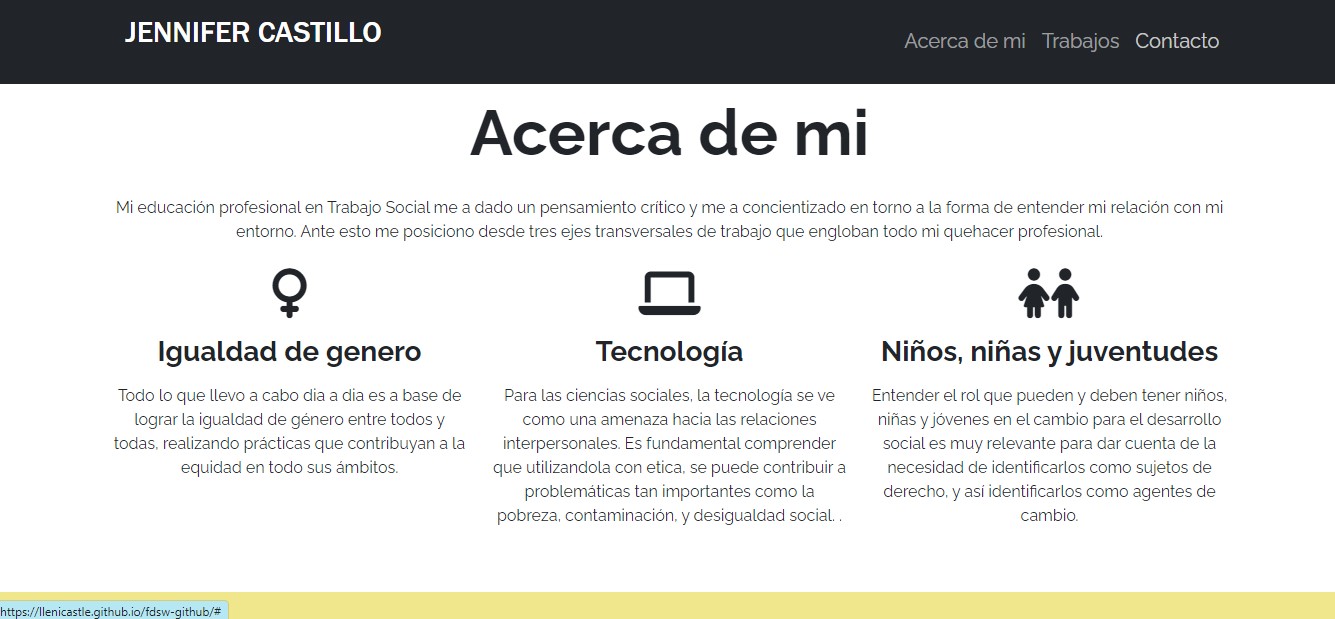 JENNIFER CASTILLO
Acerca de mi Trabajos Contacto
Acerca de mi
Mi educación profesional en Trabajo Social me a dado un pensamiento crítico y me a concientizado en torno a la forma de entender mi relación con mi
entorno. Ante esto me posiciono desde tres ejes transversales de trabajo que engloban todo mi quehacer profesional.
Igualdad de genero
Todo lo que llevo a cabo dia a dia es a base de
lograr la igualdad de género entre todos y
todas, realizando prácticas que contribuyan a la
equidad en todo sus ámbitos.
Tecnología
Para las ciencias sociales, la tecnología se ve
como una amenaza hacia las relaciones
interpersonales. Es fundamental comprender
que utilizandola con etica, se puede contribuir a
problemáticas tan importantes como la
pobreza, contaminación, y desigualdad social. .
Niños, niñas y juventudes
Entender el rol que pueden y deben tener niños,
niñas y jóvenes en el cambio para el desarrollo
social es muy relevante para dar cuenta de la
necesidad de identificarlos como sujetos de
derecho, y así identificarlos como agentes de
cambio.
https://llenicastle.github.io/fdsw-github/#